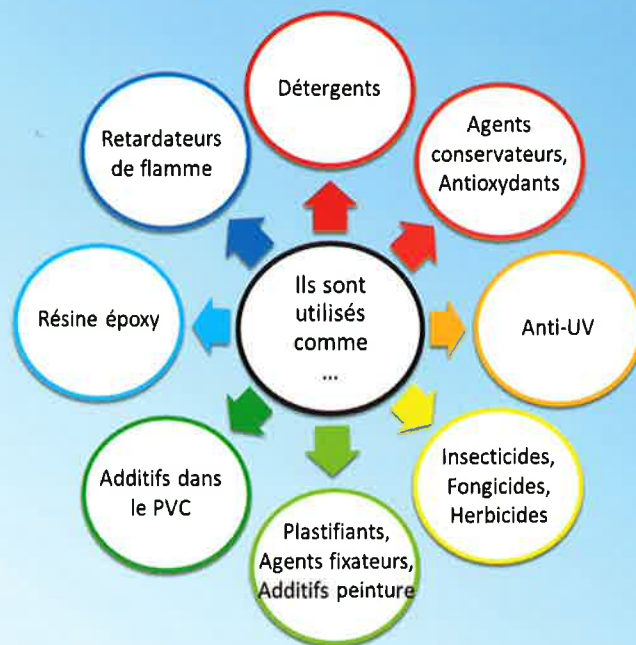 Détergents
Retardateurs
de flamme
Agents
conservateurs,
Antioxydants
Ils sont
utilisés
comme
...
Résine époxy
Anti-UV
Additifs dans
le PVC
Insecticides,
Fongicides,
Herbicides
Plastifiants,
Agents fixateurs,
Additifs peinture